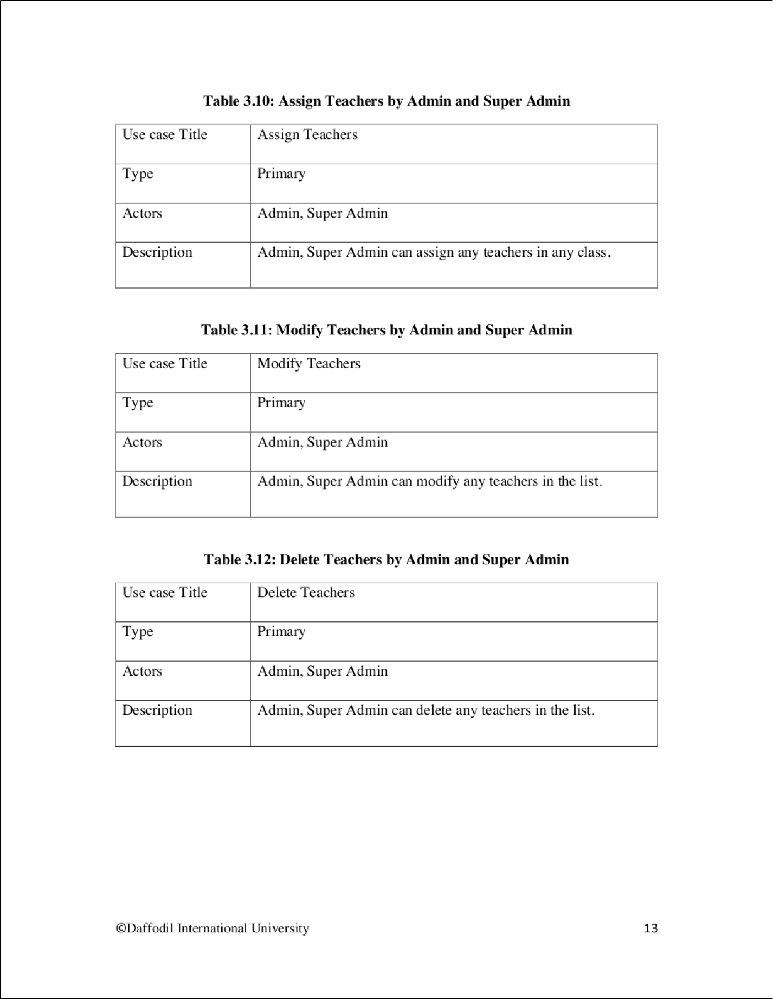 Table 3.10: Assign Teachers by Admin and Super Admin
Use case Title Assign Teachers
Type Primary
Actors Admin, Super Admin
Description Admin, Super Admin can assign any teachers in any class.
Table 3.11: Modify Teachers by Admin and Super Admin
Use case Title Modify Teachers
Type Primary
Actors Admin, Super Admin
Description Admin, Super Admin can modify any teachers in the list.
Table 3.12: Delete Teachers by Admin and Super Admin
Use case Title Delete Teachers
Type Primary
Actors Admin, Super Admin
Description Admin, Super Admin can delete any teachers in the list.
©Daffodil International University 13